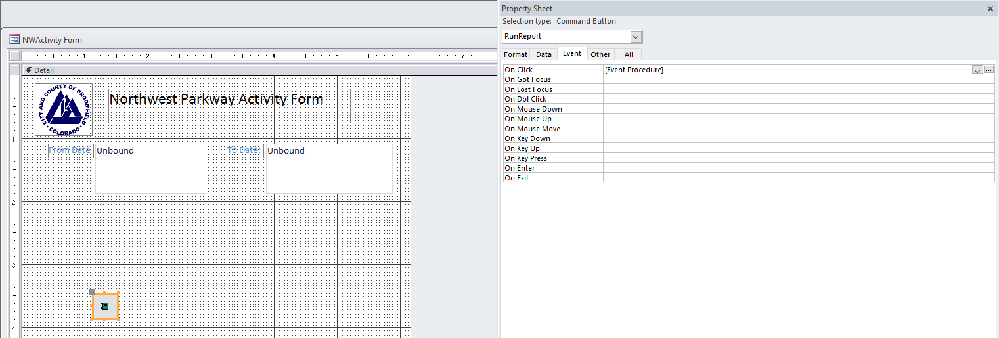 Property Sheet
Selection type: Command Button
RunReport
Format Data Event Other All
On Click [Event Procedure]
On Got Focus
On Lost Focus
On Dbl Click
On Mouse Down
On Mouse Up
On Mouse Move
On Key Down
On Key Up
On Key Press
On Enter
On Exit
NWActivity Form
1 2 3 4 5 6 7
Detail
CITY AND COUNTY OF BROOMFIELD
• COLORADO •
Northwest Parkway Activity Form
1
From Date Unbound To Date: Unbound
2
3
4